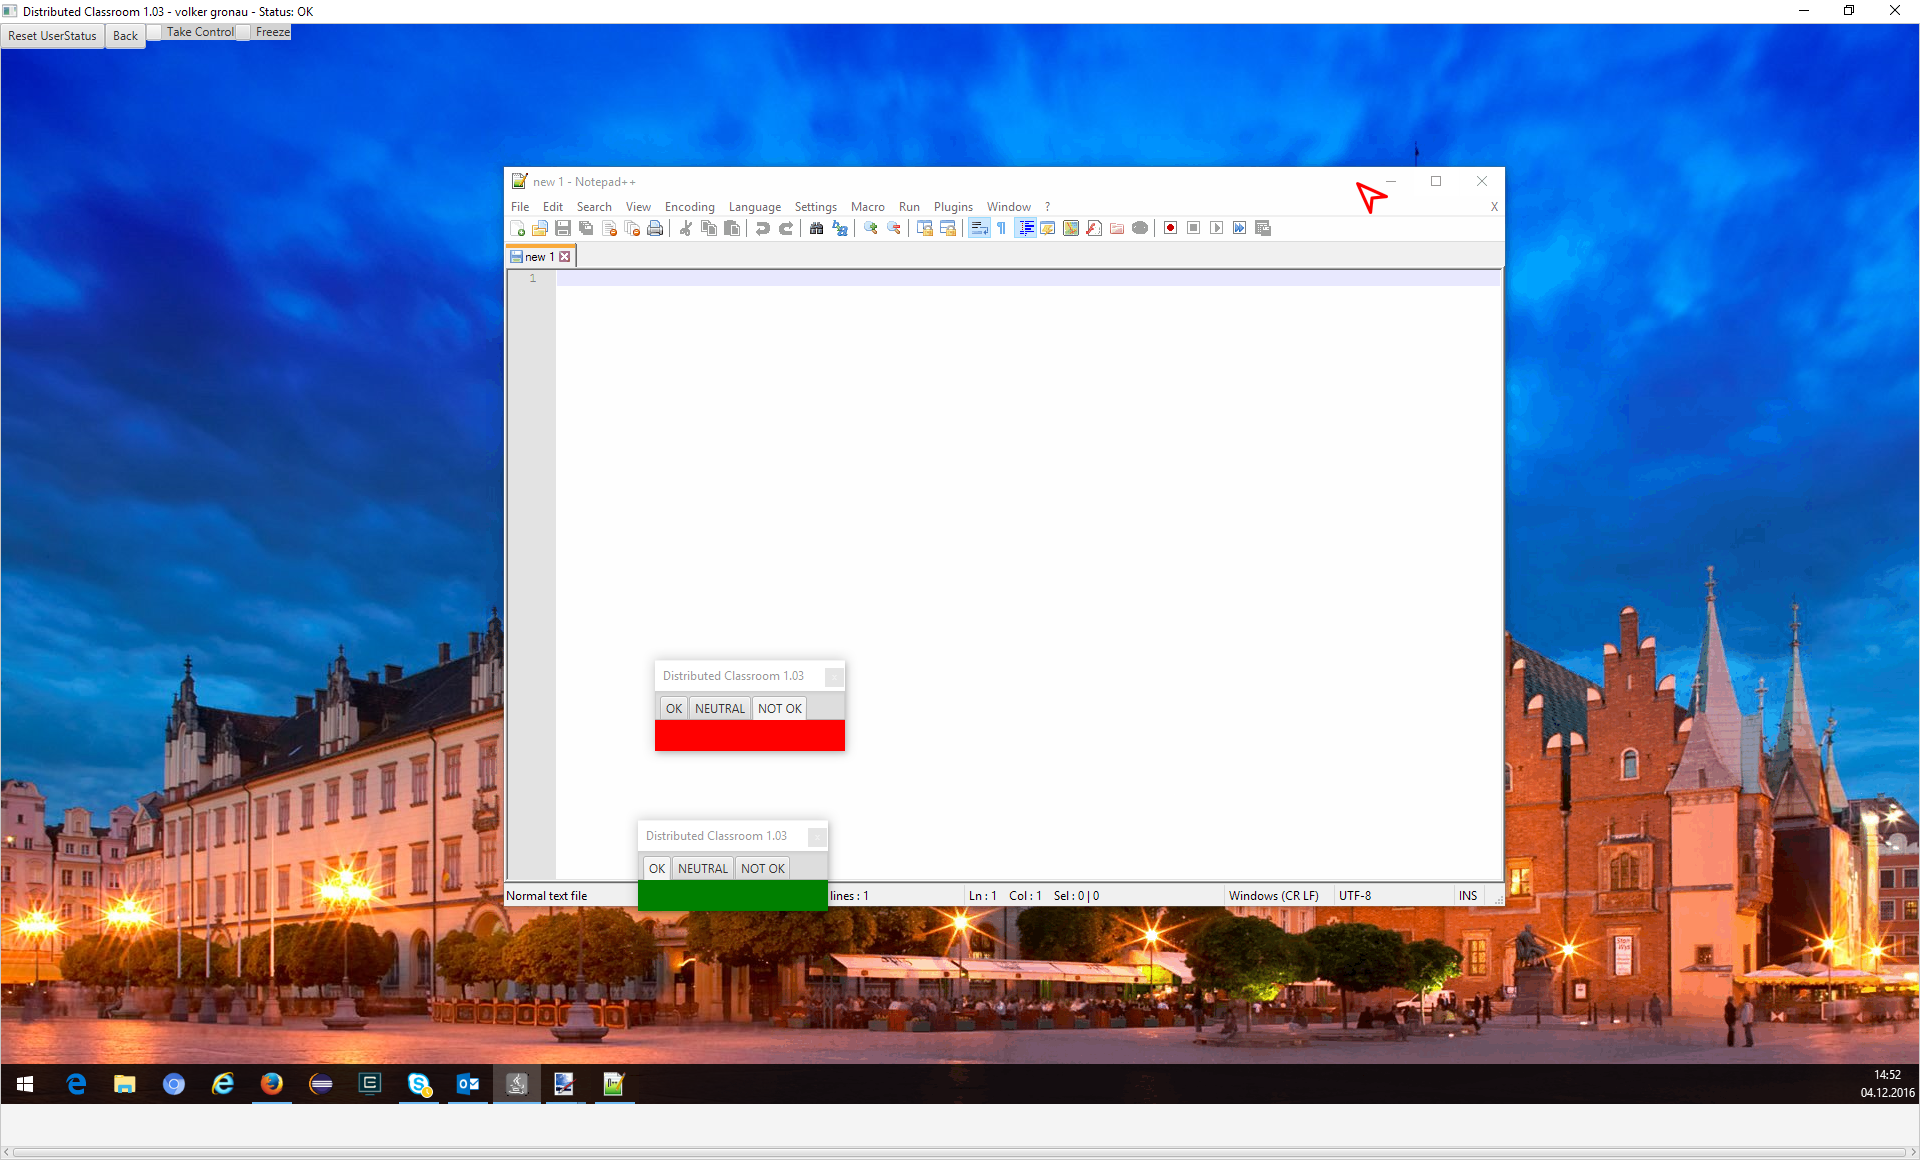 Distributed Classroom 1.03 - volker gronau - Status: OK
Reset UserStatus Back Take Control Freeze
new 1 - Notepad++
File Edit Search View Encoding Language Settings Macro Run Plugins Window ? X
new 1
1
Distributed Classroom 1.03 x
OK NEUTRAL NOT OK
Distributed Classroom 1.03 x
OK NEUTRAL NOT OK
Normal text file lines : 1 Ln : 1 Col : 1 Sel : 0 | 0 Windows (CR LF) UTF-8 INS
14:52
04.12.2016